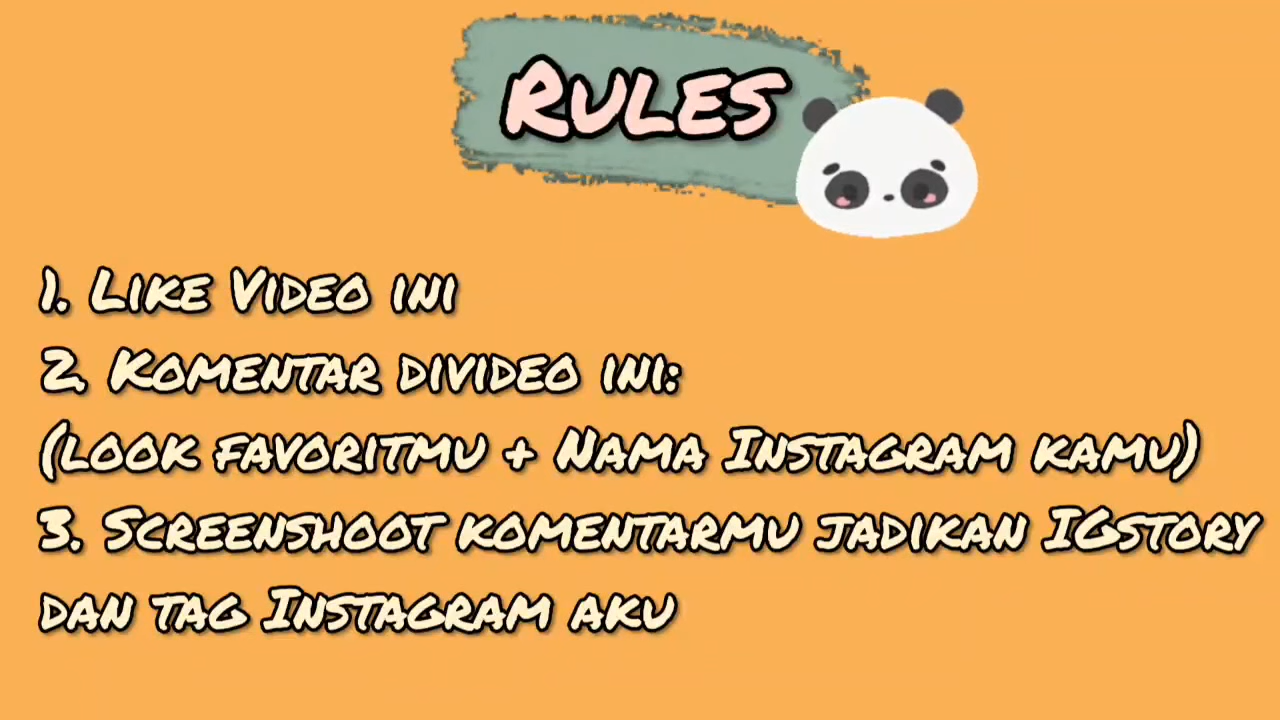 Rules
1. Like Video ini
2. Komentar divideo ini:
(look favoritmu + Nama Instagram kamu)
3. Screenshoot komentarmu jadikan IGstory
dan tag Instagram aku